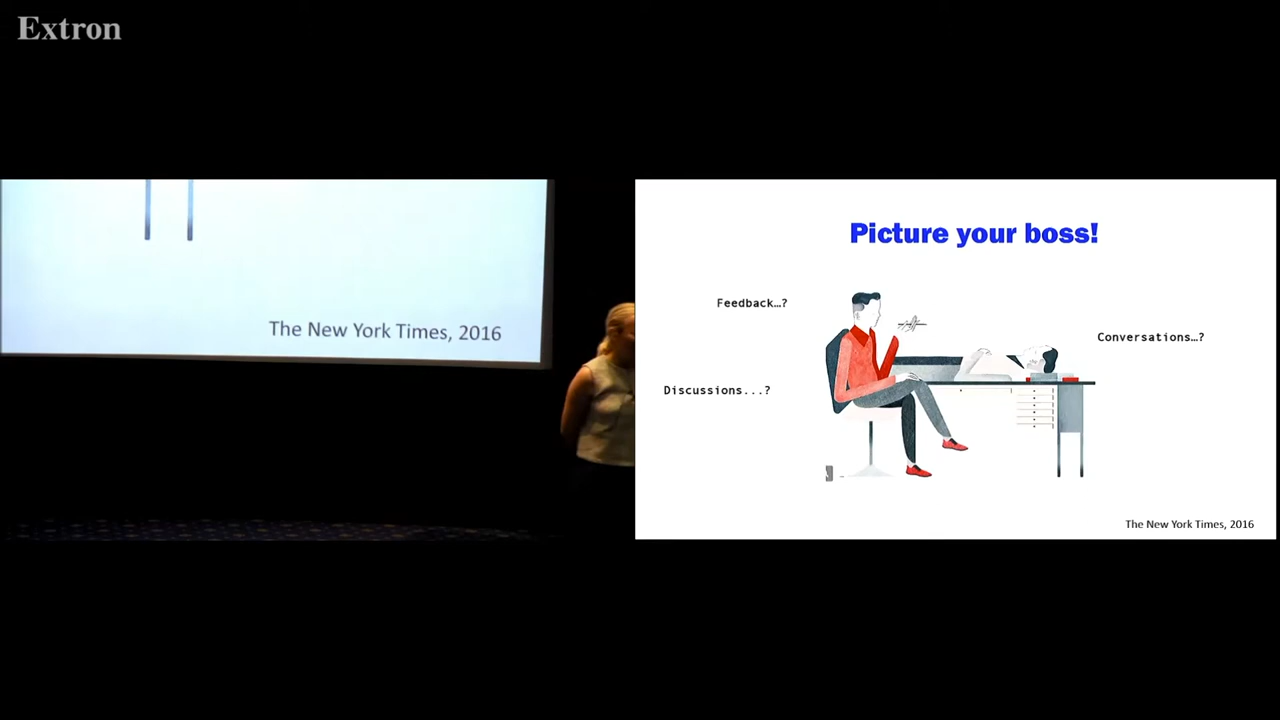 Extron
The New York Times, 2016
Picture your boss!
Feedback…?
Conversations…?
Discussions...?
The New York Times, 2016